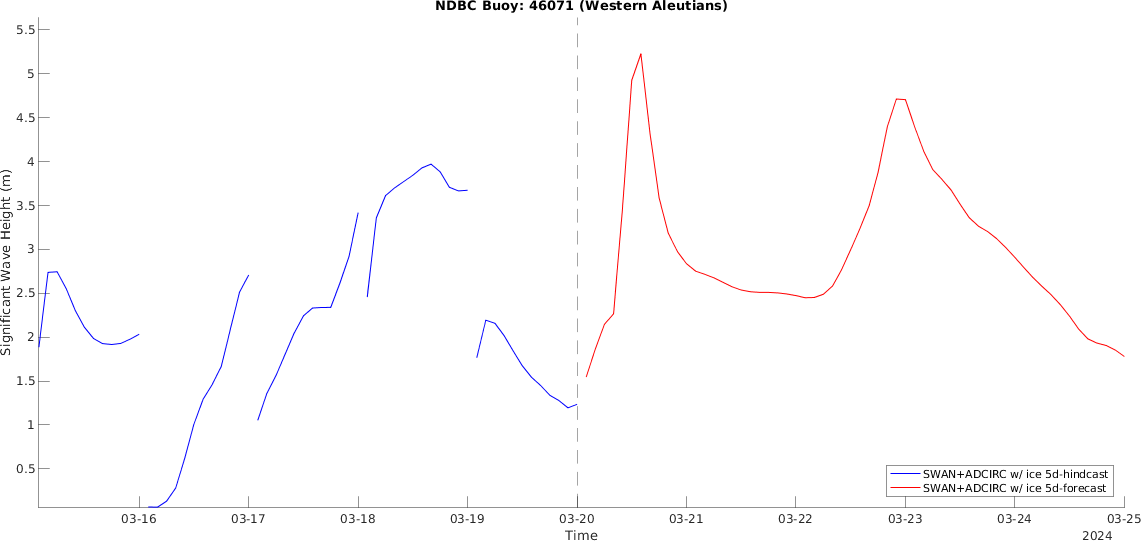 NDBC Buoy: 46071 (Western Aleutians)
5.5
5
4.5
4
3.5
3
2.5
2
1.5
1
0.5
Significant Wave Height (m)
SWAN+ADCIRC w/ ice 5d-hindcast
SWAN+ADCIRC w/ ice 5d-forecast
03-16 03-17 03-18 03-19 03-20 03-21 03-22 03-23 03-24 03-25
Time
2024